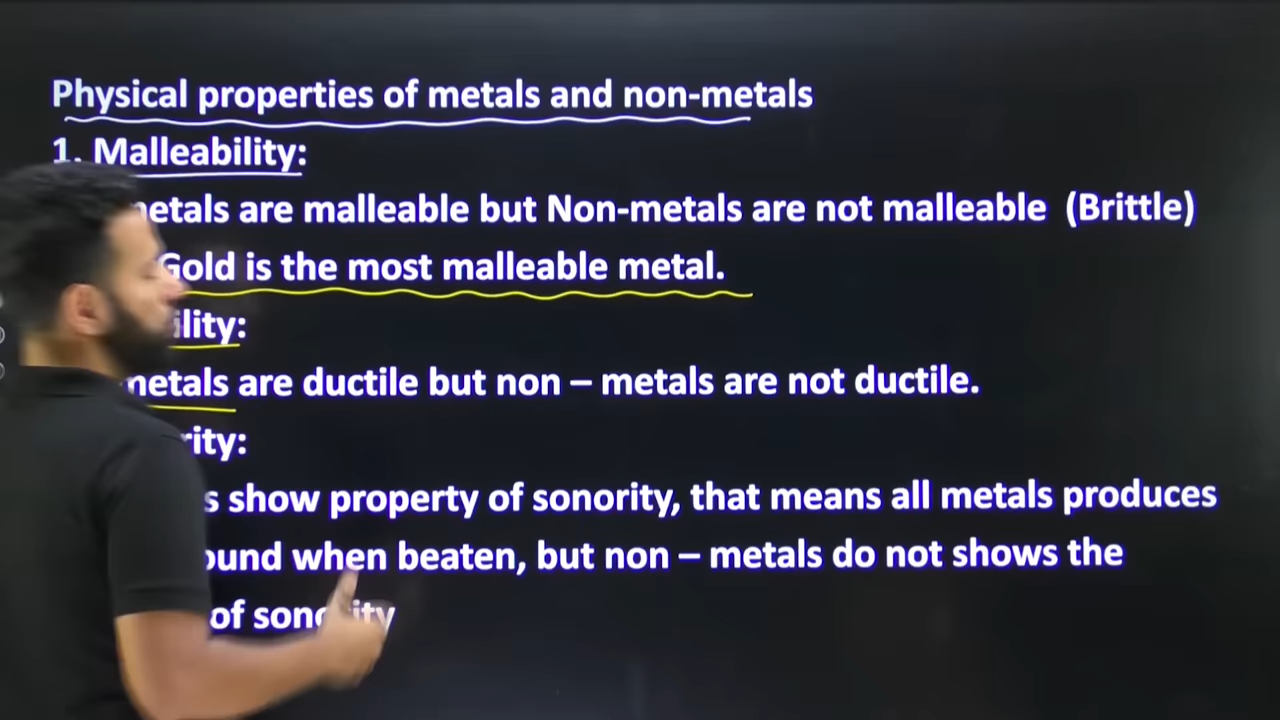 Physical properties of metals and non-metals
1. Malleability:
metals are malleable but Non-metals are not malleable (Brittle)
Gold is the most malleable metal.
ility:
metals are ductile but non – metals are not ductile.
rity:
s show property of sonority, that means all metals produces
ound when beaten, but non – metals do not shows the
of sonority